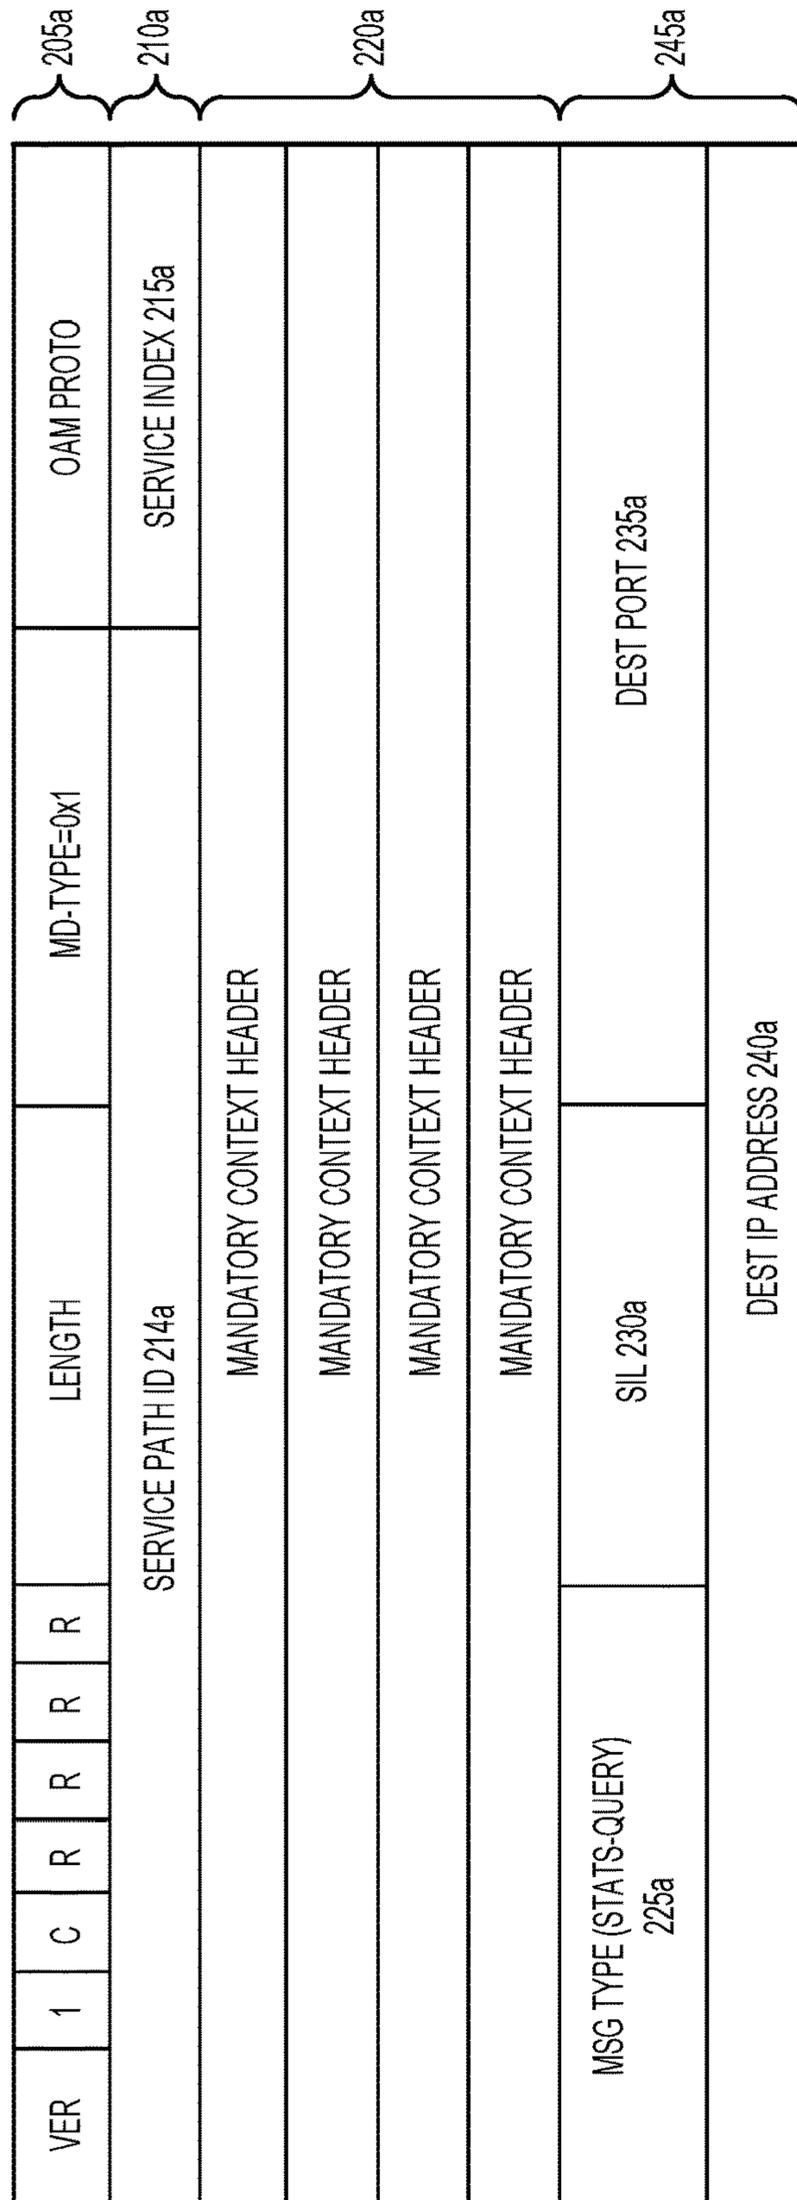 VER
1
C
R
R
R
R
LENGTH
MD-TYPE=0x1
OAM PROTO
205a
SERVICE PATH ID 214a
SERVICE INDEX 215a
210a
MANDATORY CONTEXT HEADER
MANDATORY CONTEXT HEADER
MANDATORY CONTEXT HEADER
MANDATORY CONTEXT HEADER
220a
MSG TYPE (STATS-QUERY)
225a
SIL 230a
DEST PORT 235a
245a
DEST IP ADDRESS 240a